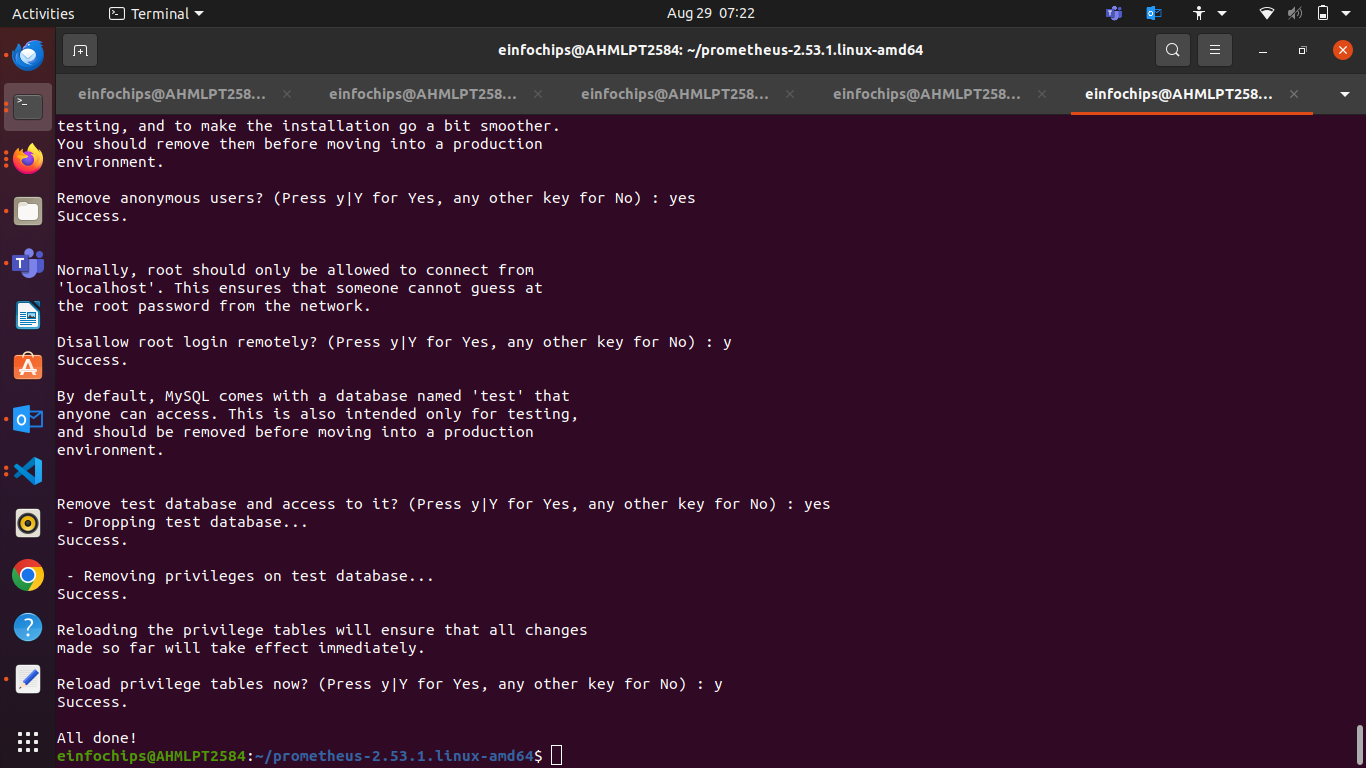 Activities
Terminal
Aug 29 07:22
einfochips@AHMLPT2584: ~/prometheus-2.53.1.linux-amd64
einfochips@AHMLPT258...
einfochips@AHMLPT258...
einfochips@AHMLPT258...
einfochips@AHMLPT258...
einfochips@AHMLPT258...
testing, and to make the installation go a bit smoother.
You should remove them before moving into a production
environment.
Remove anonymous users? (Press y|Y for Yes, any other key for No) : yes
Success.
Normally, root should only be allowed to connect from
'localhost'. This ensures that someone cannot guess at
the root password from the network.
Disallow root login remotely? (Press y|Y for Yes, any other key for No) : y
Success.
By default, MySQL comes with a database named 'test' that
anyone can access. This is also intended only for testing,
and should be removed before moving into a production
environment.
Remove test database and access to it? (Press y|Y for Yes, any other key for No) : yes
- Dropping test database...
Success.
- Removing privileges on test database...
Success.
Reloading the privilege tables will ensure that all changes
made so far will take effect immediately.
Reload privilege tables now? (Press y|Y for Yes, any other key for No) : y
Success.
All done!
einfochips@AHMLPT2584:~/prometheus-2.53.1.linux-amd64$